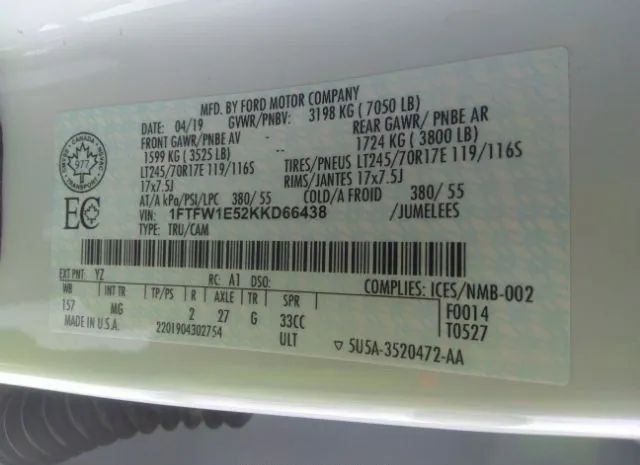 MFD. BY FORD MOTOR COMPANY
DATE: 04/19 GVWR/PNBV: 3198 KG ( 7050 LB)
FRONT GAWR/PNBE AV REAR GAWR/ PNBE AR
1599 KG ( 3525 LB) 1724 KG ( 3800 LB)
LT245/70R17E 119/116S TIRES/PNEUS LT245/70R17E 119/116S
17x7.5J RIMS/JANTES 17x7.5J
AT/A kPa/PSI/LPC 380/ 55 COLD/A FROID 380/ 55
VIN: 1FTFW1E52KKD66438 /JUMELEES
TYPE: TRU/CAM
CANADA
TRANSPORT
977
EC
EXT PNT: YZ RC: A1 DSO: COMPLIES: ICES/NMB-002
WB INT TR TP/PS R AXLE TR SPR F0014
157 MG 2 27 G 33CC T0527
MADE IN U.S.A. 2201904302754 ULT ▽ 5U5A-3520472-AA